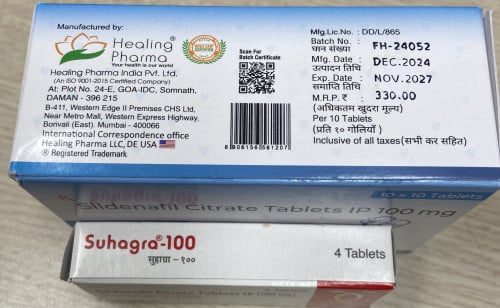 Manufactured by:
Healing
Pharma
Your health is our world
Healing Pharma India Pvt. Ltd.
(An ISO 9001:2015 Certified Company)
At: Plot No. 24-E, GOA-IDC, Somnath,
DAMAN - 396 215
B-411, Western Edge II Premises CHS Ltd,
Near Metro Mall, Western Express Highway,
Borivali (East), Mumbai - 400066
International Correspondence office
Healing Pharma LLC, DE USA
® Registered Trademark
Scan For
Batch Certificate
8 906156 561207
Mfg.Lic.No. : DD/L/865
Batch No. : FH-24052
घान संख्या
Mfg. Date : DEC.2024
उत्पादन तिथि
Exp. Date : NOV.2027
समाप्ति तिथि
M.R.P. ₹ : 330.00
(अधिकतम खुदरा मूल्य)
Per 10 Tablets
(प्रति १० गोलियाँ)
Inclusive of all taxes(सभी कर सहित)
10 x 10 Tablets
Sildenafil Citrate Tablets IP 100 mg
Suhagra®-100
सुहाग्रा - १००
4 Tablets